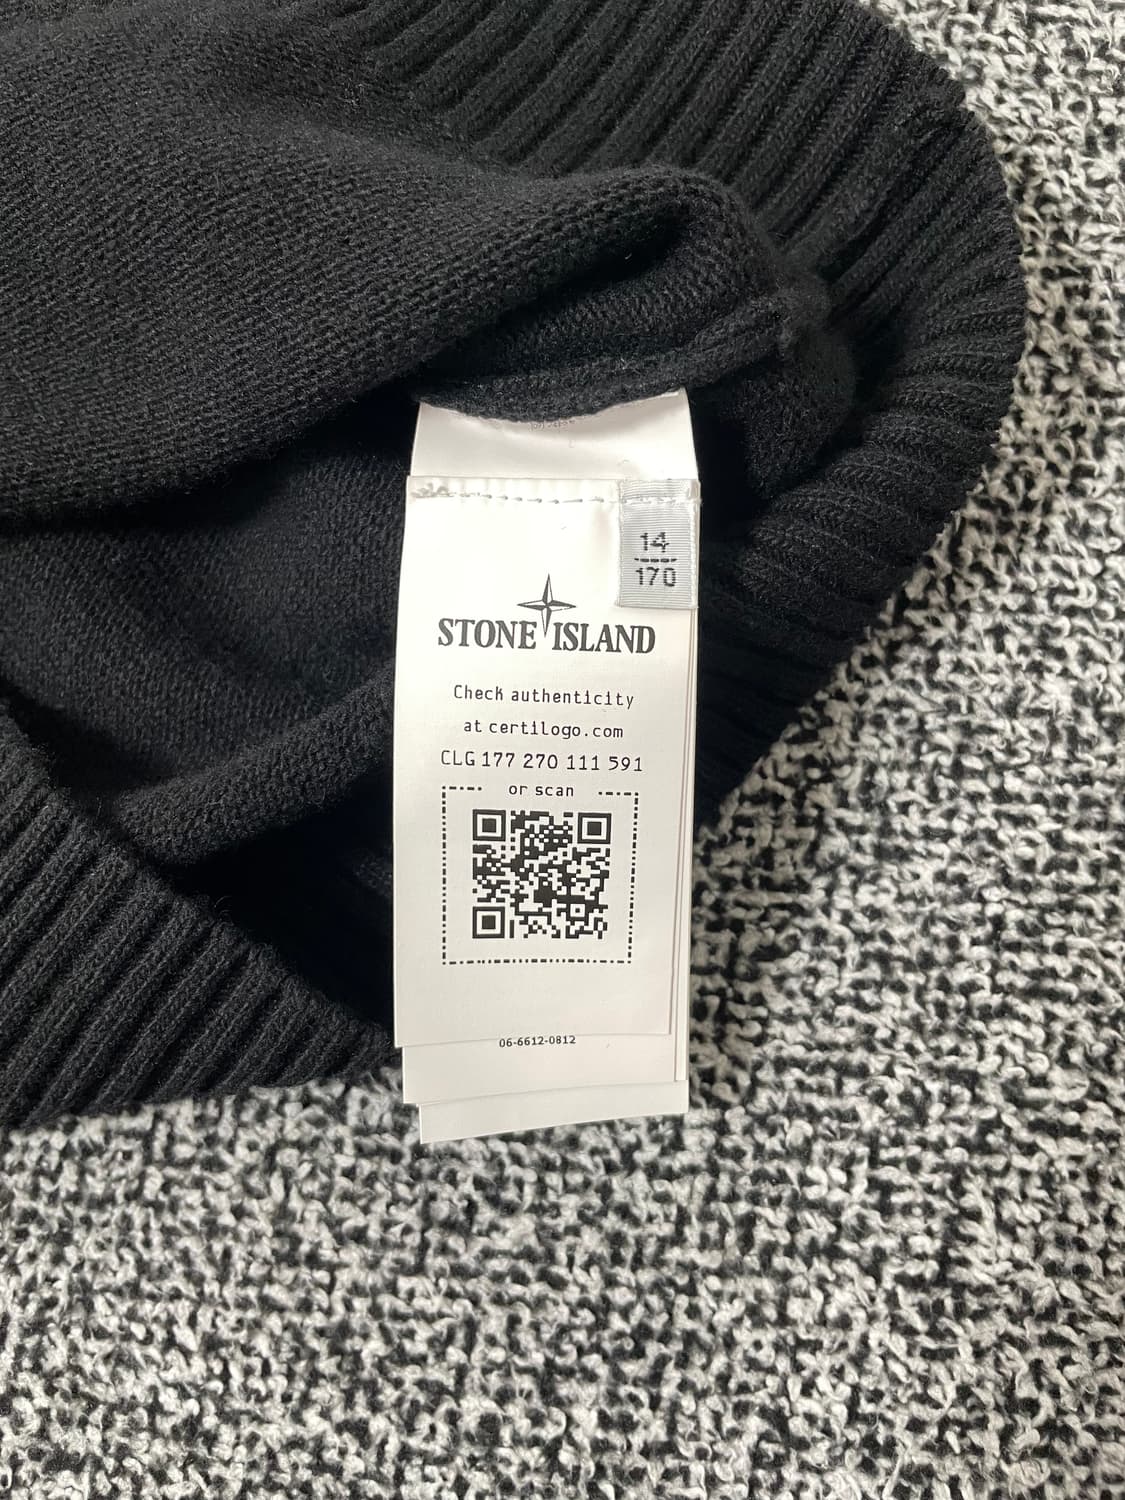 14
170
STONE ISLAND
Check authenticity
at certilogo.com
CLG 177 270 111 591
or scan
06-6612-0812